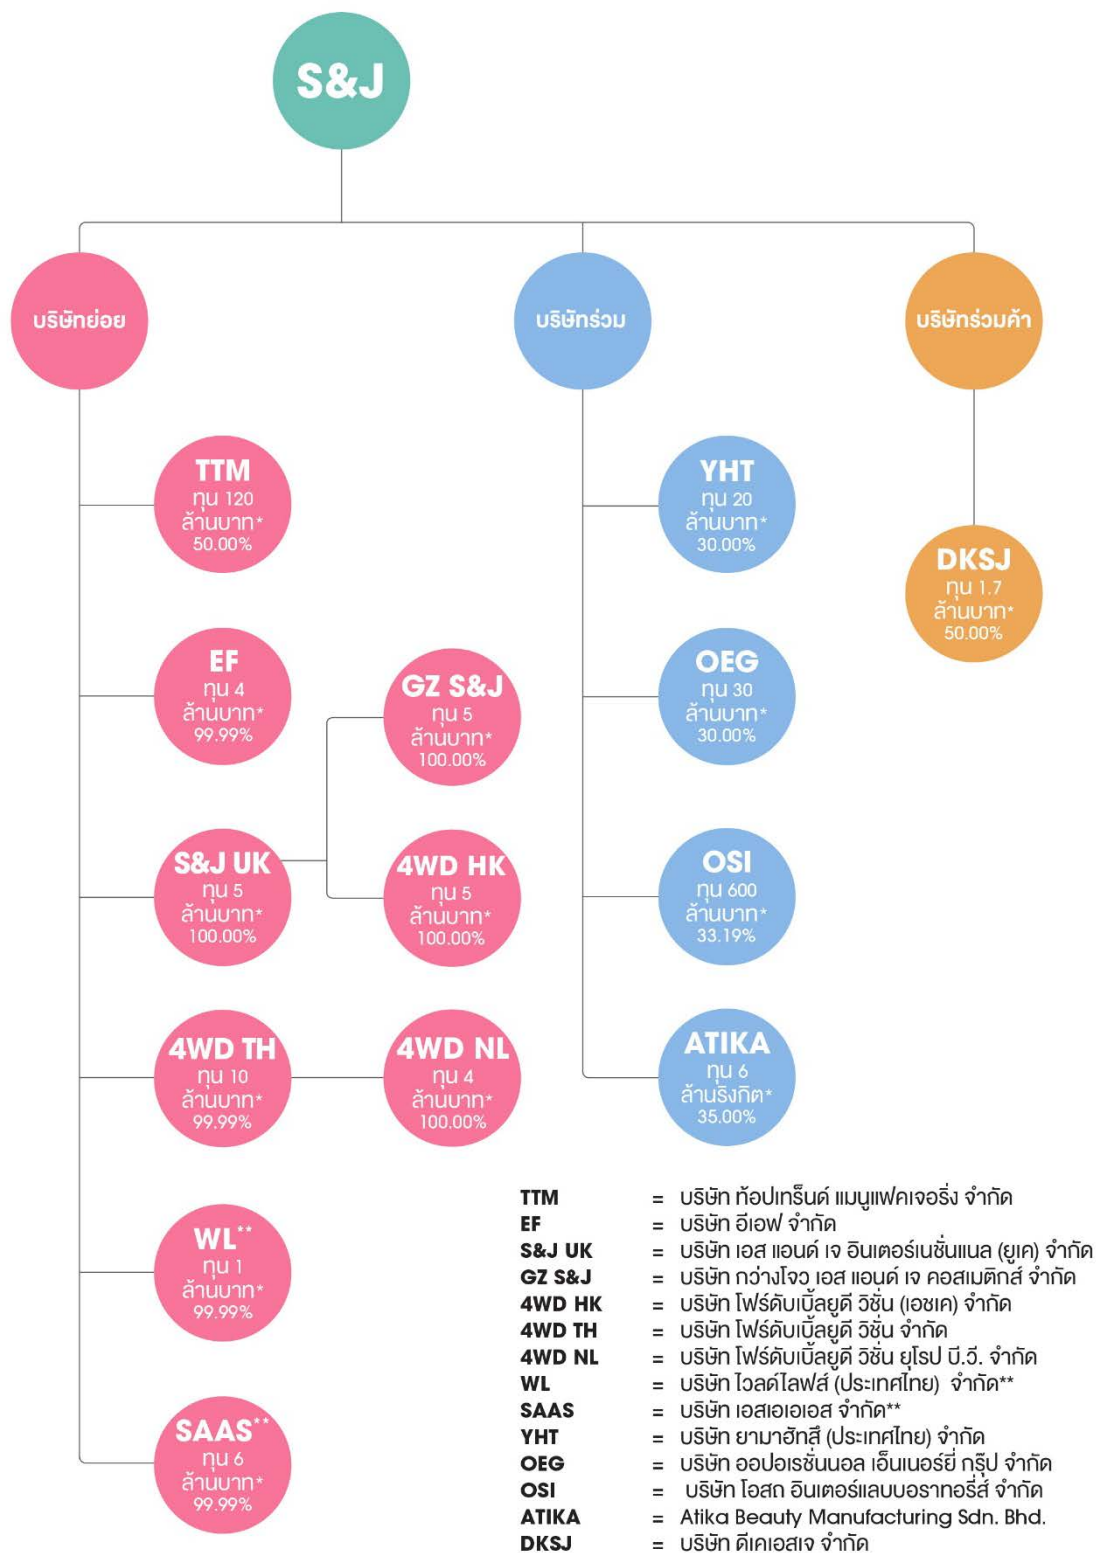 S&J
บริษัทย่อย
บริษัทร่วม
บริษัทร่วมค้า
TTM
ทุน 120
ล้านบาท*
50.00%
EF
ทุน 4
ล้านบาท*
99.99%
S&J UK
ทุน 5
ล้านบาท*
100.00%
GZ S&J
ทุน 5
ล้านบาท*
100.00%
4WD HK
ทุน 5
ล้านบาท*
100.00%
4WD TH
ทุน 10
ล้านบาท*
99.99%
4WD NL
ทุน 4
ล้านบาท*
100.00%
WL**
ทุน 1
ล้านบาท*
99.99%
SAAS**
ทุน 6
ล้านบาท*
99.99%
YHT
ทุน 20
ล้านบาท*
30.00%
OEG
ทุน 30
ล้านบาท*
30.00%
OSI
ทุน 600
ล้านบาท*
33.19%
ATIKA
ทุน 6
ล้านริงกิต*
35.00%
DKSJ
ทุน 1.7
ล้านบาท*
50.00%
TTM = บริษัท ท้อปเทร็นด์ แมนูแฟคเจอริ่ง จำกัด
EF = บริษัท อีเอฟ จำกัด
S&J UK = บริษัท เอส แอนด์ เจ อินเตอร์เนชั่นแนล (ยูเค) จำกัด
GZ S&J = บริษัท กว่างโจว เอส แอนด์ เจ คอสเมติกส์ จำกัด
4WD HK = บริษัท โฟร์ดับเบิ้ลยูดี วิชั่น (เอชเค) จำกัด
4WD TH = บริษัท โฟร์ดับเบิ้ลยูดี วิชั่น จำกัด
4WD NL = บริษัท โฟร์ดับเบิ้ลยูดี วิชั่น ยุโรป บี.วี. จำกัด
WL = บริษัท ไวลด์ไลฟส์ (ประเทศไทย) จำกัด**
SAAS = บริษัท เอสเอเอเอส จำกัด**
YHT = บริษัท ยามาฮัทสึ (ประเทศไทย) จำกัด
OEG = บริษัท ออปอเรชั่นนอล เอ็นเนอร์ยี่ กรุ๊ป จำกัด
OSI = บริษัท โอสถ อินเตอร์แลบบอราทอรี่ส์ จำกัด
ATIKA = Atika Beauty Manufacturing Sdn. Bhd.
DKSJ = บริษัท ดีเคเอสเจ จำกัด